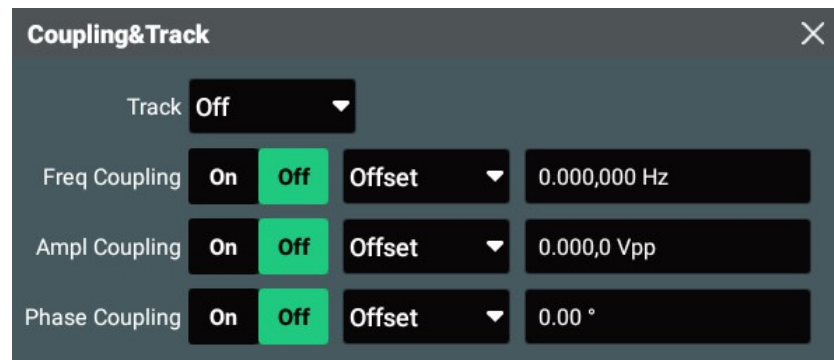 Coupling&Track
Track Off
Freq Coupling On Off Offset 0.000,000 Hz
Ampl Coupling On Off Offset 0.000,0 Vpp
Phase Coupling On Off Offset 0.00 °